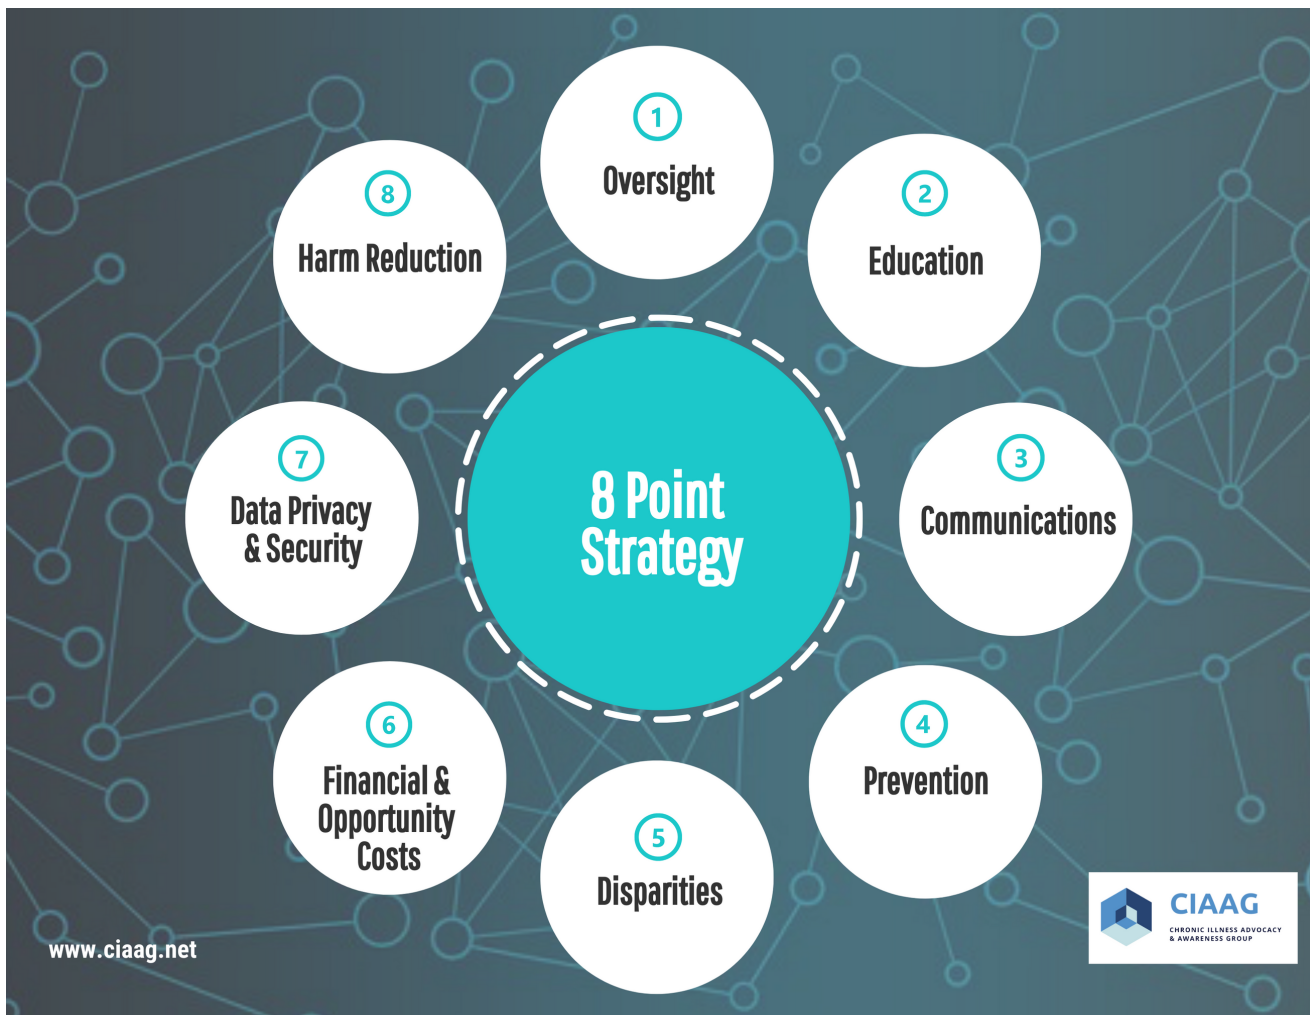 1
Oversight
2
Education
3
Communications
4
Prevention
5
Disparities
6
Financial &
Opportunity
Costs
7
Data Privacy
& Security
8
Harm Reduction
8 Point
Strategy
www.ciaag.net
CIAAG
CHRONIC ILLNESS ADVOCACY
& AWARENESS GROUP